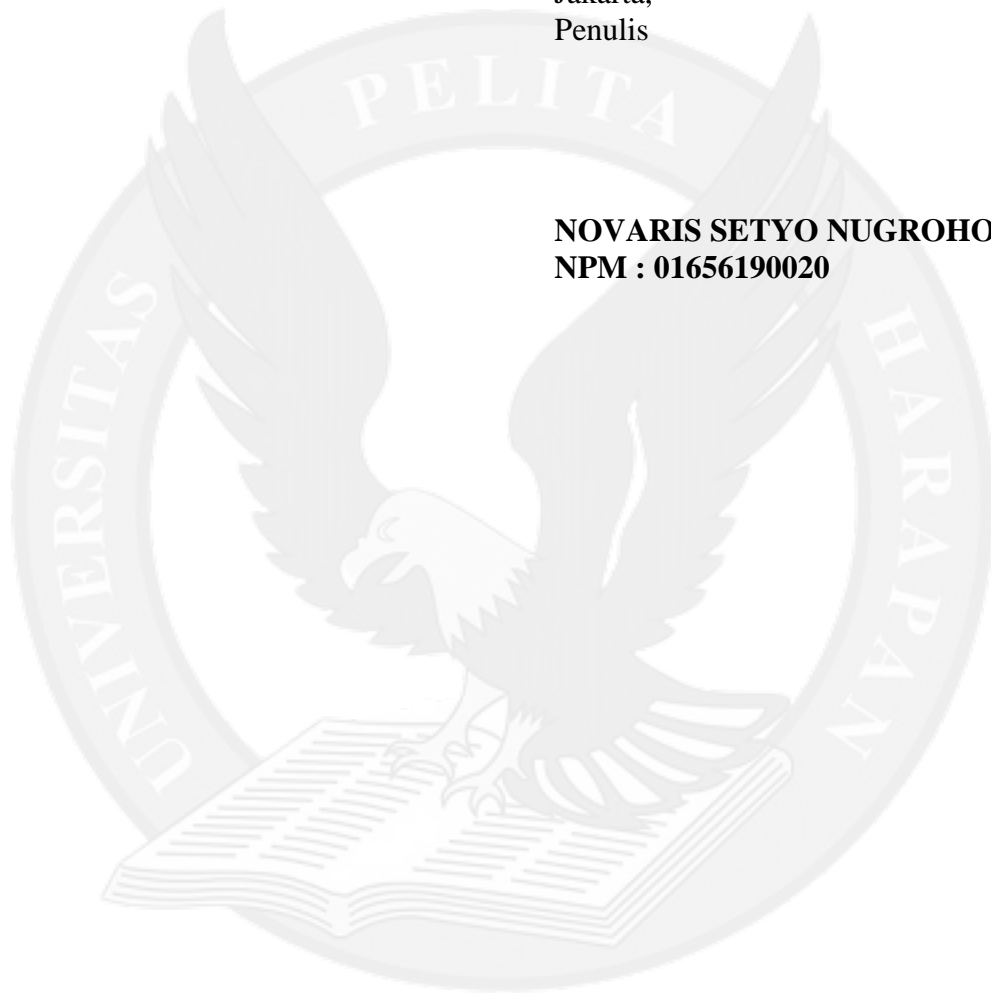 Jakarta,
Penulis
NOVARIS SETYO NUGROHO
NPM : 01656190020
UNIVERSITAS PELITA HARAPAN